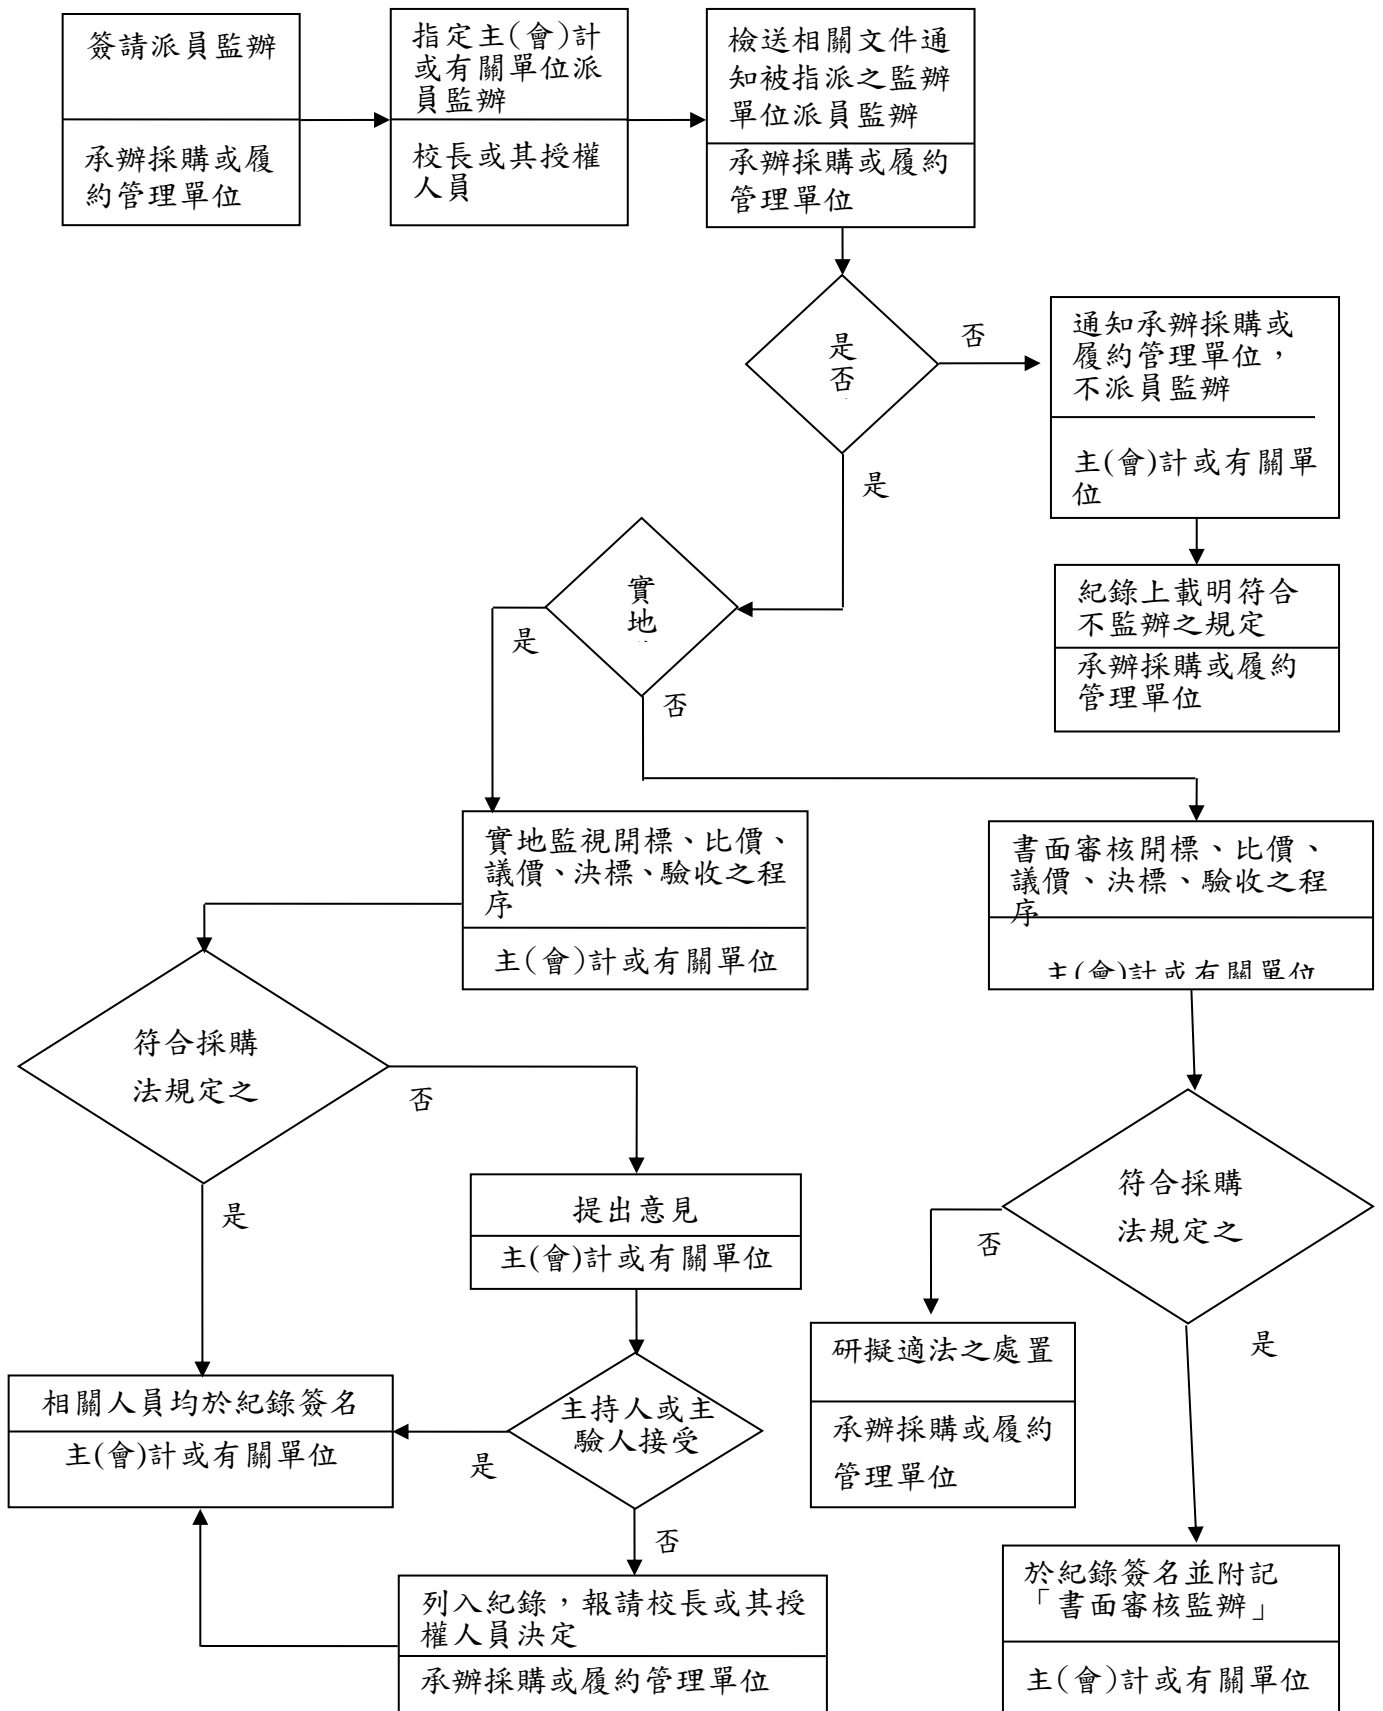 簽請派員監辦
承辦採購或履
約管理單位
指定主(會)計
或有關單位派
員監辦
校長或其授權
人員
檢送相關文件通
知被指派之監辦
單位派員監辦
承辦採購或履約
管理單位
是
否
否
通知承辦採購或
履約管理單位，
不派員監辦
主(會)計或有關單
位
是
紀錄上載明符合
不監辦之規定
承辦採購或履約
管理單位
實
地
是
否
實地監視開標、比價、
議價、決標、驗收之程
序
主(會)計或有關單位
書面審核開標、比價、
議價、決標、驗收之程
序
主(會)計或有關單位
符合採購
法規定之
否
是
提出意見
主(會)計或有關單位
符合採購
法規定之
否
是
研擬適法之處置
承辦採購或履約
管理單位
主持人或主
驗人接受
是
否
相關人員均於紀錄簽名
主(會)計或有關單位
列入紀錄，報請校長或其授
權人員決定
承辦採購或履約管理單位
於紀錄簽名並附記
「書面審核監辦」
主(會)計或有關單位